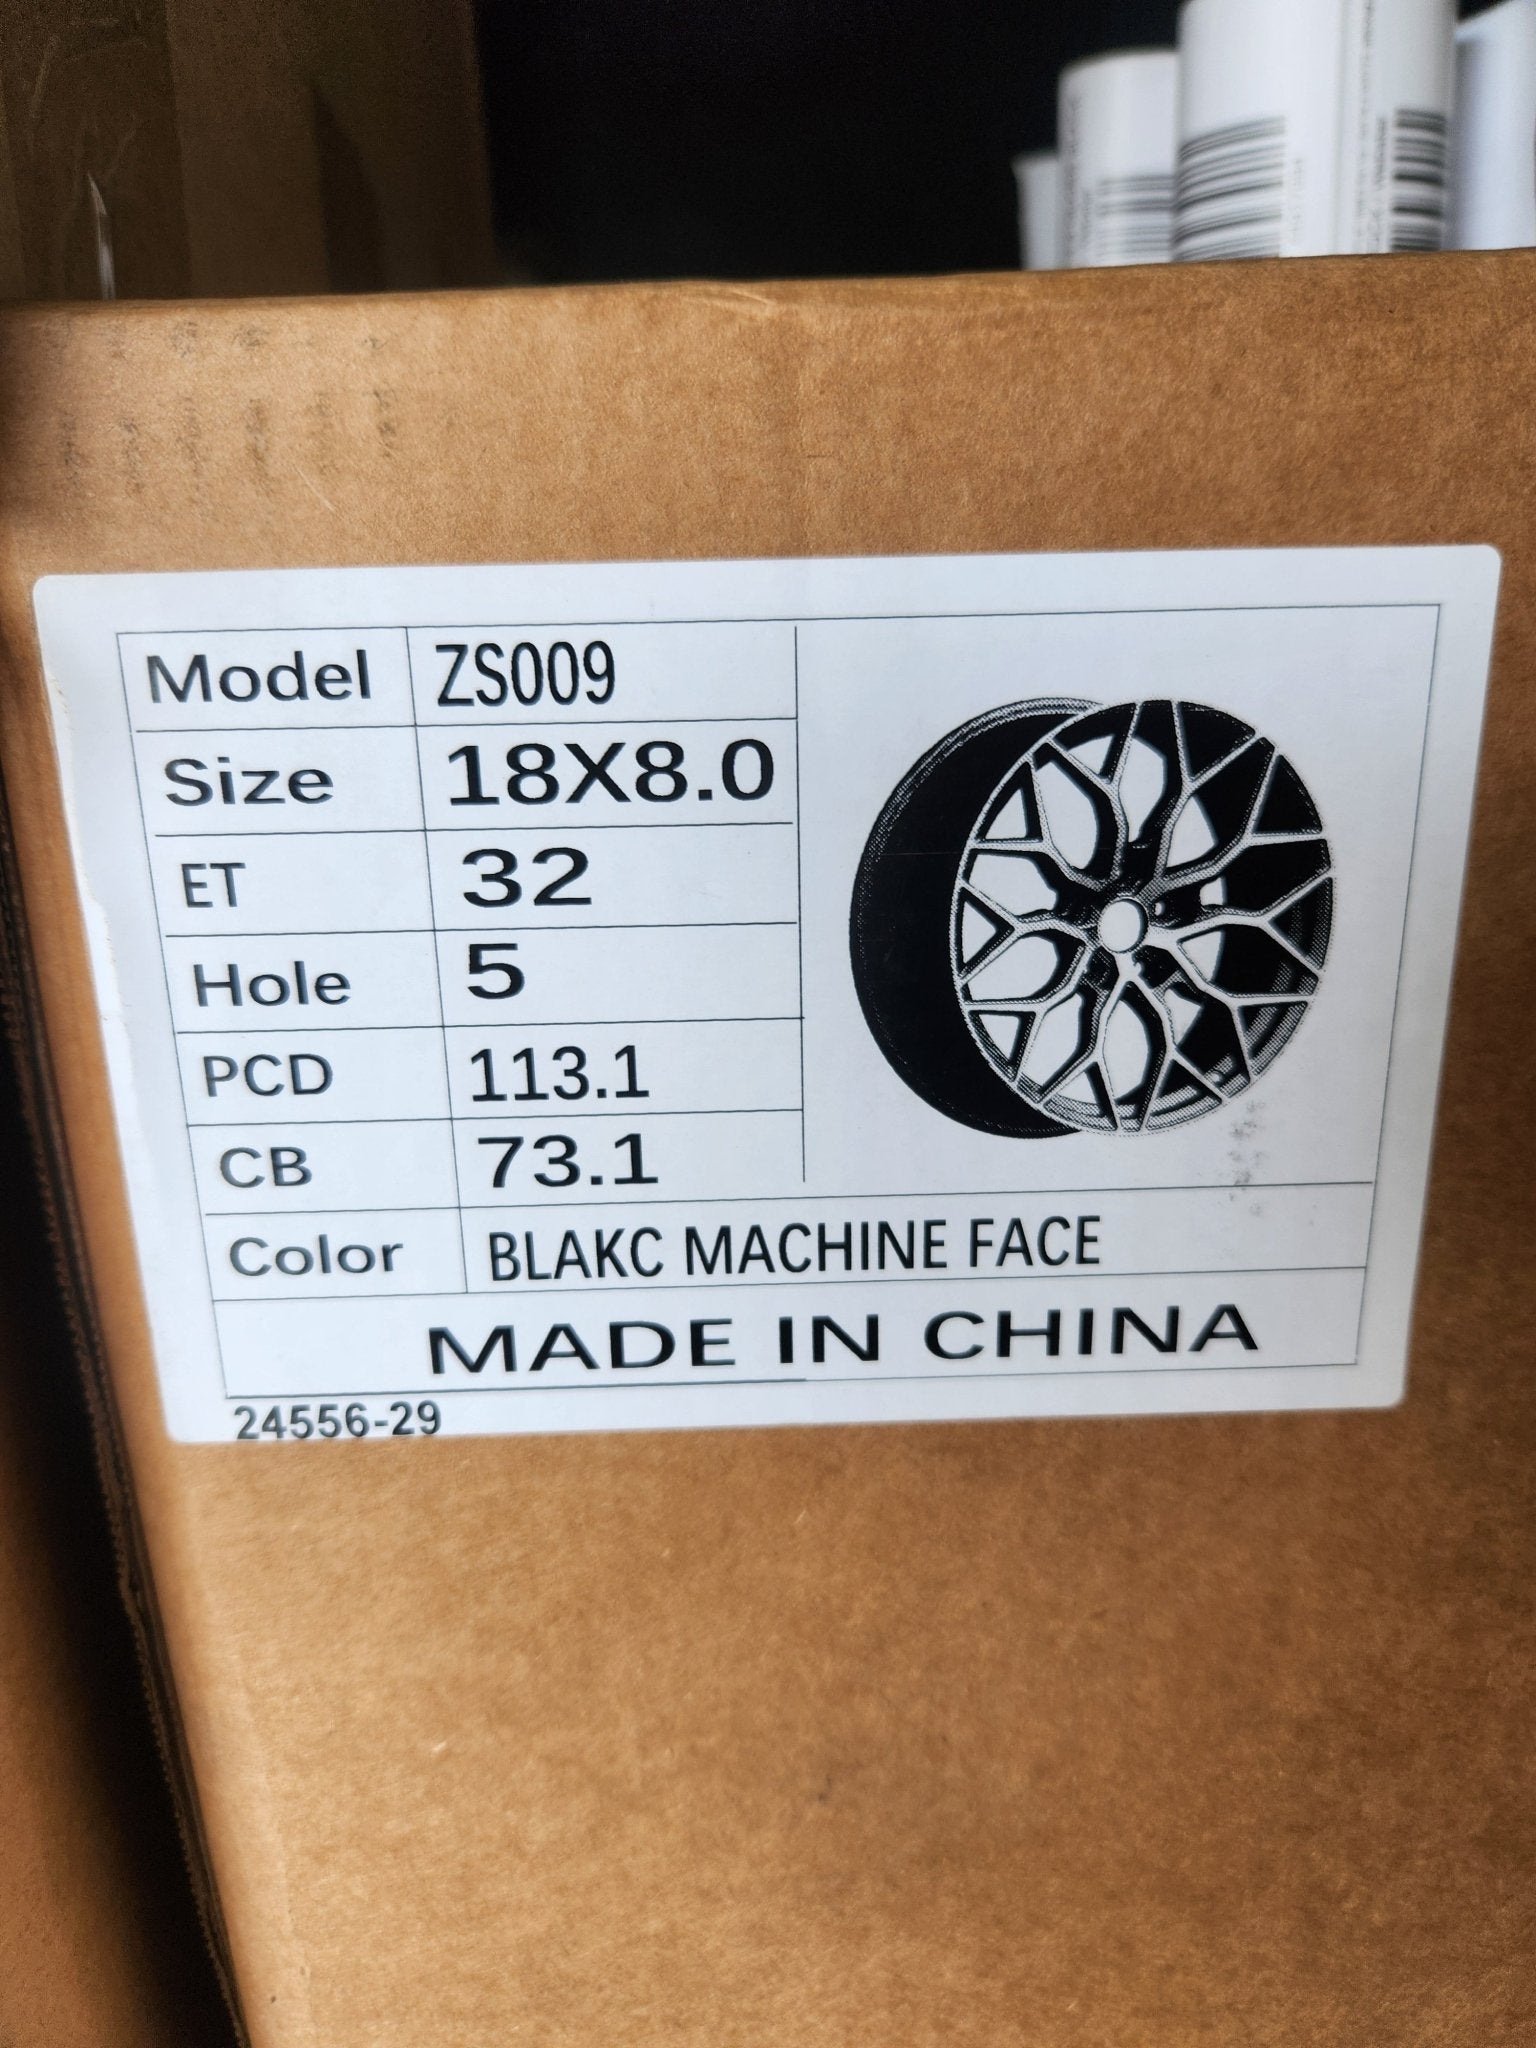 Model ZS009
Size 18X8.0
ET 32
Hole 5
PCD 113.1
CB 73.1
Color BLAKC MACHINE FACE
MADE IN CHINA
24556-29